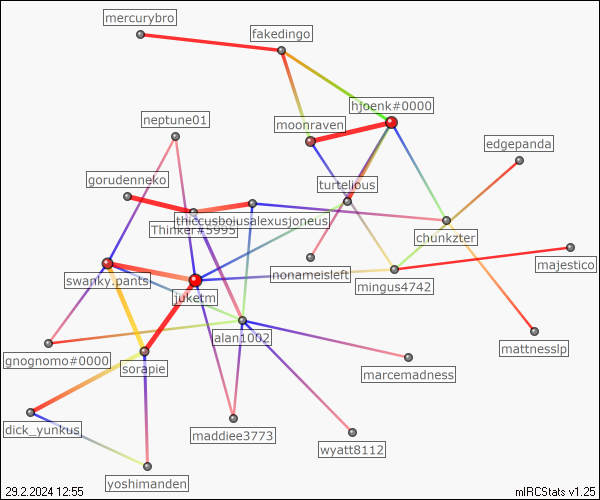 mercurybro
fakedingo
hjoenk#0000
neptune01
moonraven
edgepanda
gorudenneko
turtelious
thiccusboiusalexusjoneus
Thinker#5995
chunkzter
majestico
nonameisleft
swanky.pants
mingus4742
juketm
alan1002
mattnesslp
gnognomo#0000
sorapie
marcemadness
dick_yunkus
maddiee3773
wyatt8112
yoshimanden
29.2.2024 12:55
mIRCStats v1.25